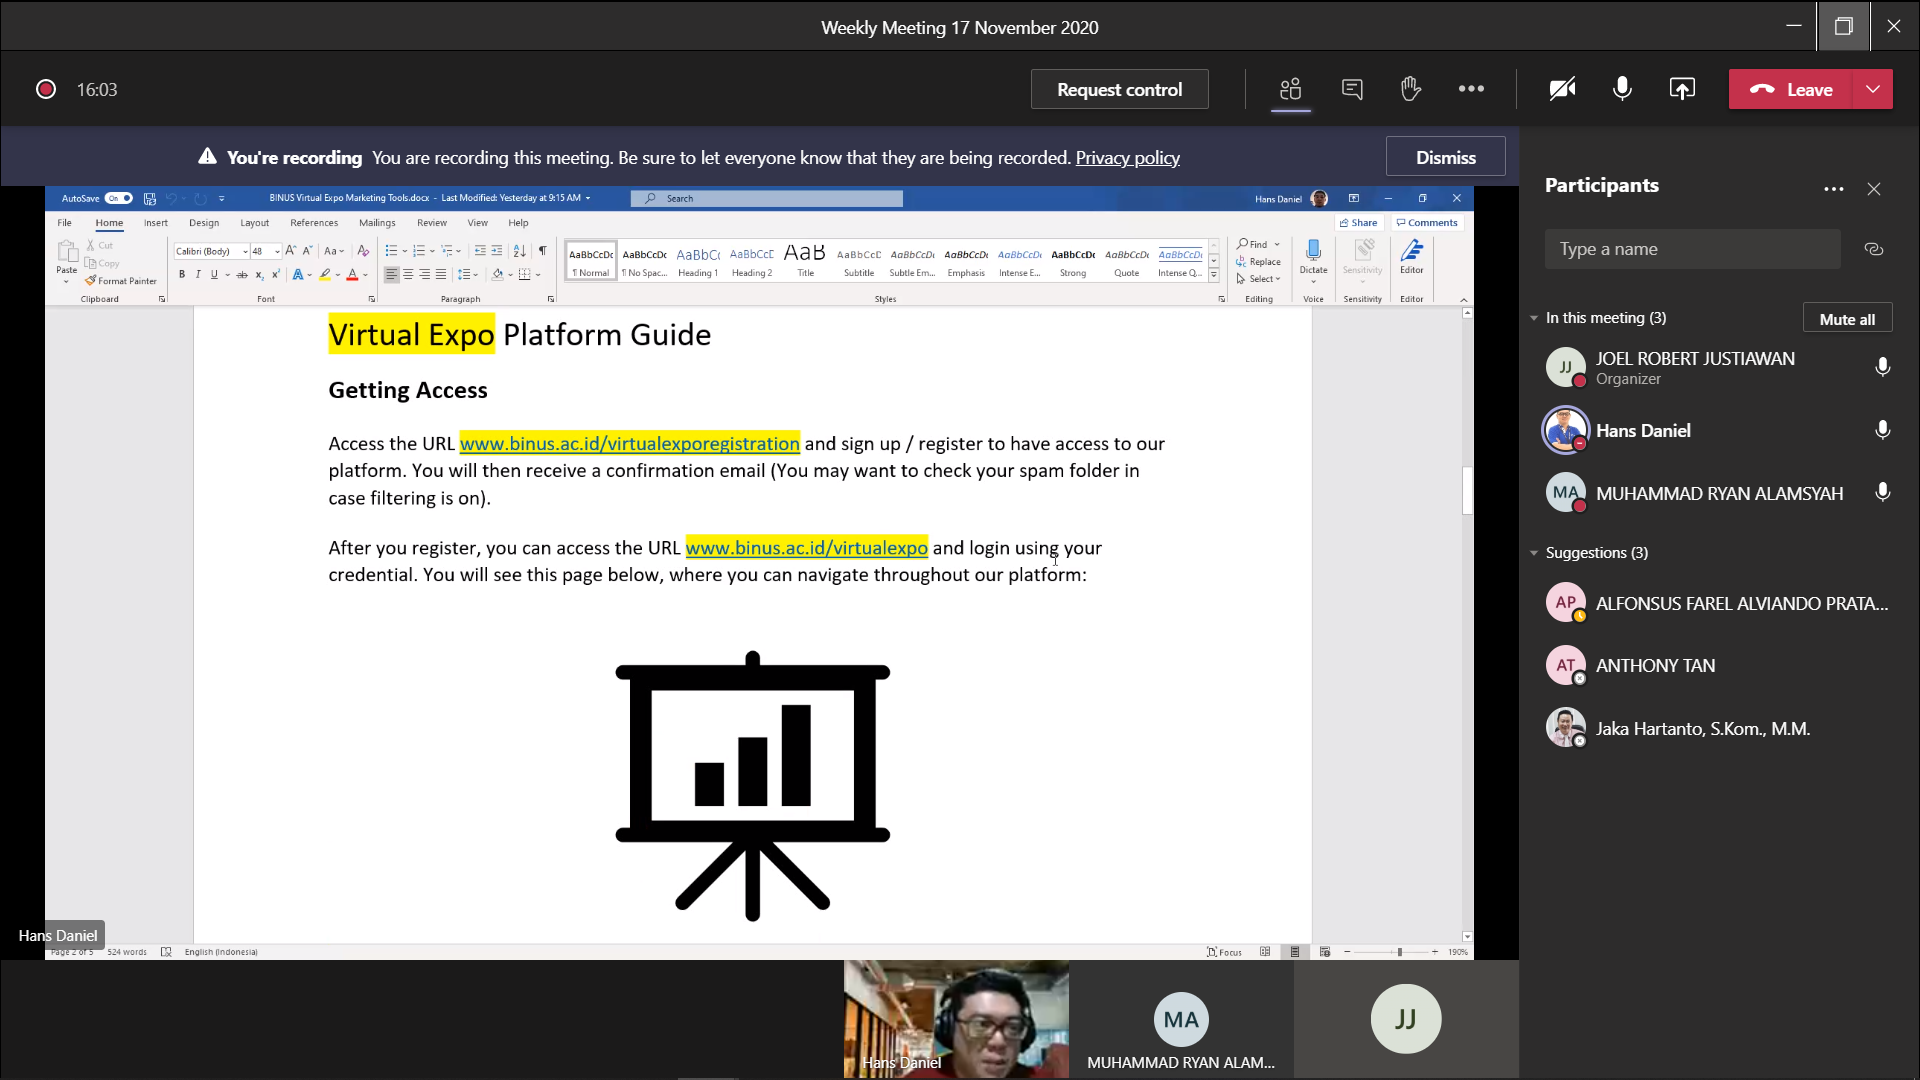 Weekly Meeting 17 November 2020
16:03
Request control
Leave
You're recording You are recording this meeting. Be sure to let everyone know that they are being recorded. Privacy policy
Dismiss
AutoSave On
BINUS Virtual Expo Marketing Tools.docx - Last Modified: Yesterday at 9:15 AM
Search
Hans Daniel
File Home Insert Design Layout References Mailings Review View Help
Share
Comments
Paste
Cut
Copy
Format Painter
Clipboard
Calibri (Body) 48
Font
Paragraph
AaBbCcDc AaBbCcDc AaBbCc AaBbCcD AaB AaBbCcD AaBbCcDc AaBbCcDc AaBbCcDc AaBbCcDc AaBbCcDc AaBbCcDc
¶ Normal ¶ No Spac... Heading 1 Heading 2 Title Subtitle Subtle Em... Emphasis Intense E... Strong Quote Intense Q...
Styles
Find
Replace
Select
Editing
Dictate
Voice
Sensitivity
Sensitivity
Editor
Editor
Virtual Expo Platform Guide
Getting Access
Access the URL www.binus.ac.id/virtualexporegistration and sign up / register to have access to our
platform. You will then receive a confirmation email (You may want to check your spam folder in
case filtering is on).
After you register, you can access the URL www.binus.ac.id/virtualexpo and login using your
credential. You will see this page below, where you can navigate throughout our platform:
Hans Daniel
Page 2 of 5 524 words English (Indonesia)
Focus
190%
Hans Daniel
MA
MUHAMMAD RYAN ALAM...
JJ
Participants
Type a name
In this meeting (3)
Mute all
JJ
JOEL ROBERT JUSTIAWAN
Organizer
Hans Daniel
MA
MUHAMMAD RYAN ALAMSYAH
Suggestions (3)
AP
ALFONSUS FAREL ALVIANDO PRATA...
AT
ANTHONY TAN
Jaka Hartanto, S.Kom., M.M.